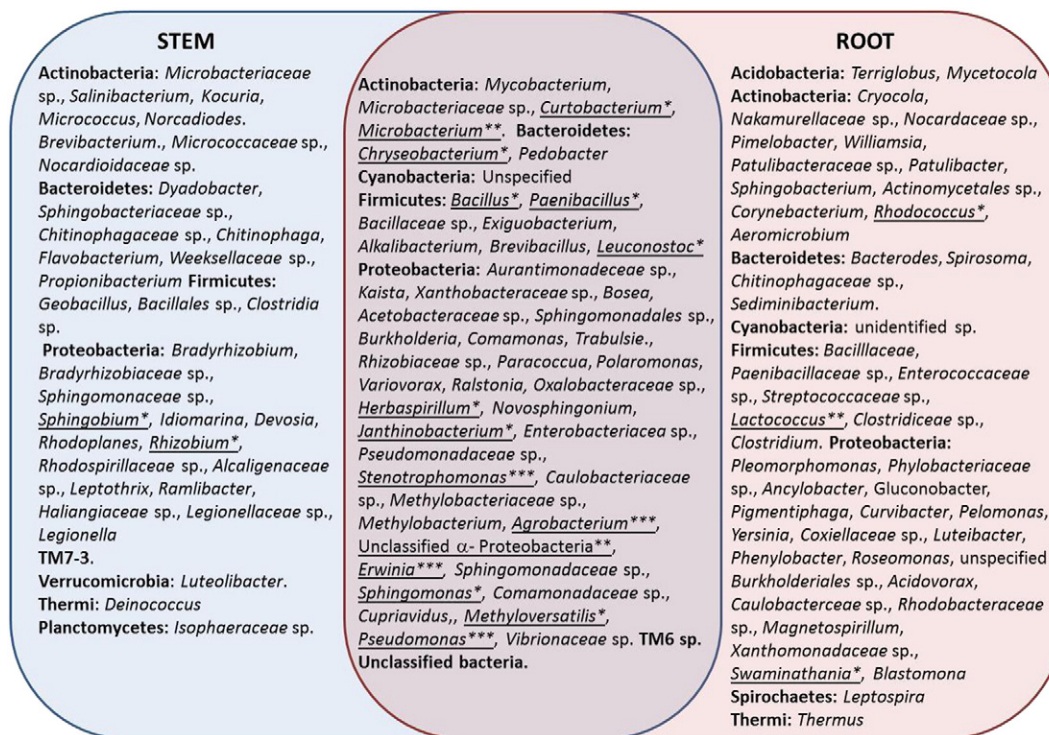 STEM
Actinobacteria: Microbacteriaceae
sp., Salinibacterium, Kocuria,
Micrococcus, Norcadiodes.
Brevibacterium., Micrococcaceae sp.,
Nocardioidaceae sp.
Bacteroidetes: Dyadobacter,
Sphingobacteriaceae sp.,
Chitinophagaceae sp., Chitinophaga,
Flavobacterium, Weeksellaceae sp.,
Propionibacterium Firmicutes:
Geobacillus, Bacillales sp., Clostridia
sp.
Proteobacteria: Bradyrhizobium,
Bradyrhizobiaceae sp.,
Sphingomonaceae sp.,
Sphingobium*, Idiomarina, Devosia,
Rhodoplanes, Rhizobium*,
Rhodospirillaceae sp., Alcaligenaceae
sp., Leptothrix, Ramlibacter,
Haliangiaceae sp., Legionellaceae sp.,
Legionella
TM7-3.
Verrucomicrobia: Luteolibacter.
Thermi: Deinococcus
Planctomycetes: Isophaeraceae sp.
Actinobacteria: Mycobacterium,
Microbacteriaceae sp., Curtobacterium*,
Microbacterium**. Bacteroidetes:
Chryseobacterium*, Pedobacter
Cyanobacteria: Unspecified
Firmicutes: Bacillus*, Paenibacillus*,
Bacillaceae sp., Exiguobacterium,
Alkalibacterium, Brevibacillus, Leuconostoc*
Proteobacteria: Aurantimonadeceae sp.,
Kaista, Xanthobacteraceae sp., Bosea,
Acetobacteraceae sp., Sphingomonadales sp.,
Burkholderia, Comamonas, Trabulsie.,
Rhizobiaceae sp., Paracoccua, Polaromonas,
Variovorax, Ralstonia, Oxalobacteraceae sp.,
Herbaspirillum*, Novosphingonium,
Janthinobacterium*, Enterobacteriacea sp.,
Pseudomonadaceae sp.,
Stenotrophomonas***, Caulobacteriaceae
sp., Methylobacteriaceae sp.,
Methylobacterium, Agrobacterium***,
Unclassified α- Proteobacteria**,
Erwinia***, Sphingomonadaceae sp.,
Sphingomonas*, Comamonadaceae sp.,
Cupriavidus,, Methyloversatilis*,
Pseudomonas***, Vibrionaceae sp. TM6 sp.
Unclassified bacteria.
ROOT
Acidobacteria: Terriglobus, Mycetocola
Actinobacteria: Cryocola,
Nakamurellaceae sp., Nocardaceae sp.,
Pimelobacter, Williamsia,
Patulibacteraceae sp., Patulibacter,
Sphingobacterium, Actinomycetales sp.,
Corynebacterium, Rhodococcus*,
Aeromicrobium
Bacteroidetes: Bacterodes, Spirosoma,
Chitinophagaceae sp.,
Sediminibacterium.
Cyanobacteria: unidentified sp.
Firmicutes: Bacilllaceae,
Paenibacillaceae sp., Enterococcaceae
sp., Streptococcaceae sp.,
Lactococcus**, Clostridiceae sp.,
Clostridium. Proteobacteria:
Pleomorphomonas, Phylobacteriaceae
sp., Ancylobacter, Gluconobacter,
Pigmentiphaga, Curvibacter, Pelomonas,
Yersinia, Coxiellaceae sp., Luteibacter,
Phenylobacter, Roseomonas, unspecified
Burkholderiales sp., Acidovorax,
Caulobacterceae sp., Rhodobacteraceae
sp., Magnetospirillum,
Xanthomonadaceae sp.,
Swaminathania*, Blastomona
Spirochaetes: Leptospira
Thermi: Thermus